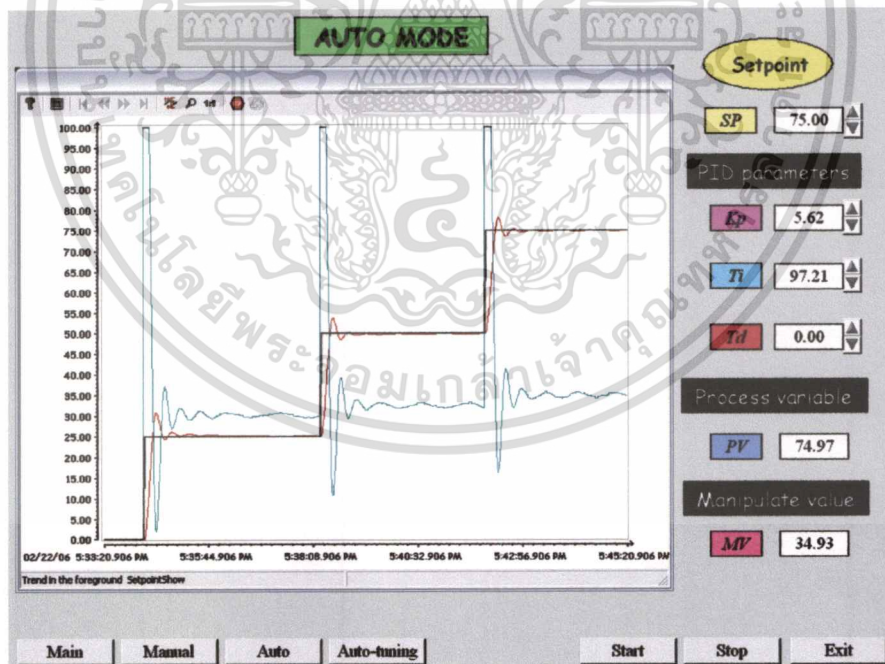 AUTO MODE
Setpoint
SP 75.00
PID parameters
Kp 5.62
Ti 97.21
Td 0.00
Process variable
PV 74.97
Manipulate value
MV 34.93
100.00
95.00
90.00
85.00
80.00
75.00
70.00
65.00
60.00
55.00
50.00
45.00
40.00
35.00
30.00
25.00
20.00
15.00
10.00
5.00
0.00
02/22/06 5:33:20.906 PM 5:35:44.906 PM 5:38:08.906 PM 5:40:32.906 PM 5:42:56.906 PM 5:45:20.906 PM
Trend in the foreground SetpointShow
Main Manual Auto Auto-tuning Start Stop Exit